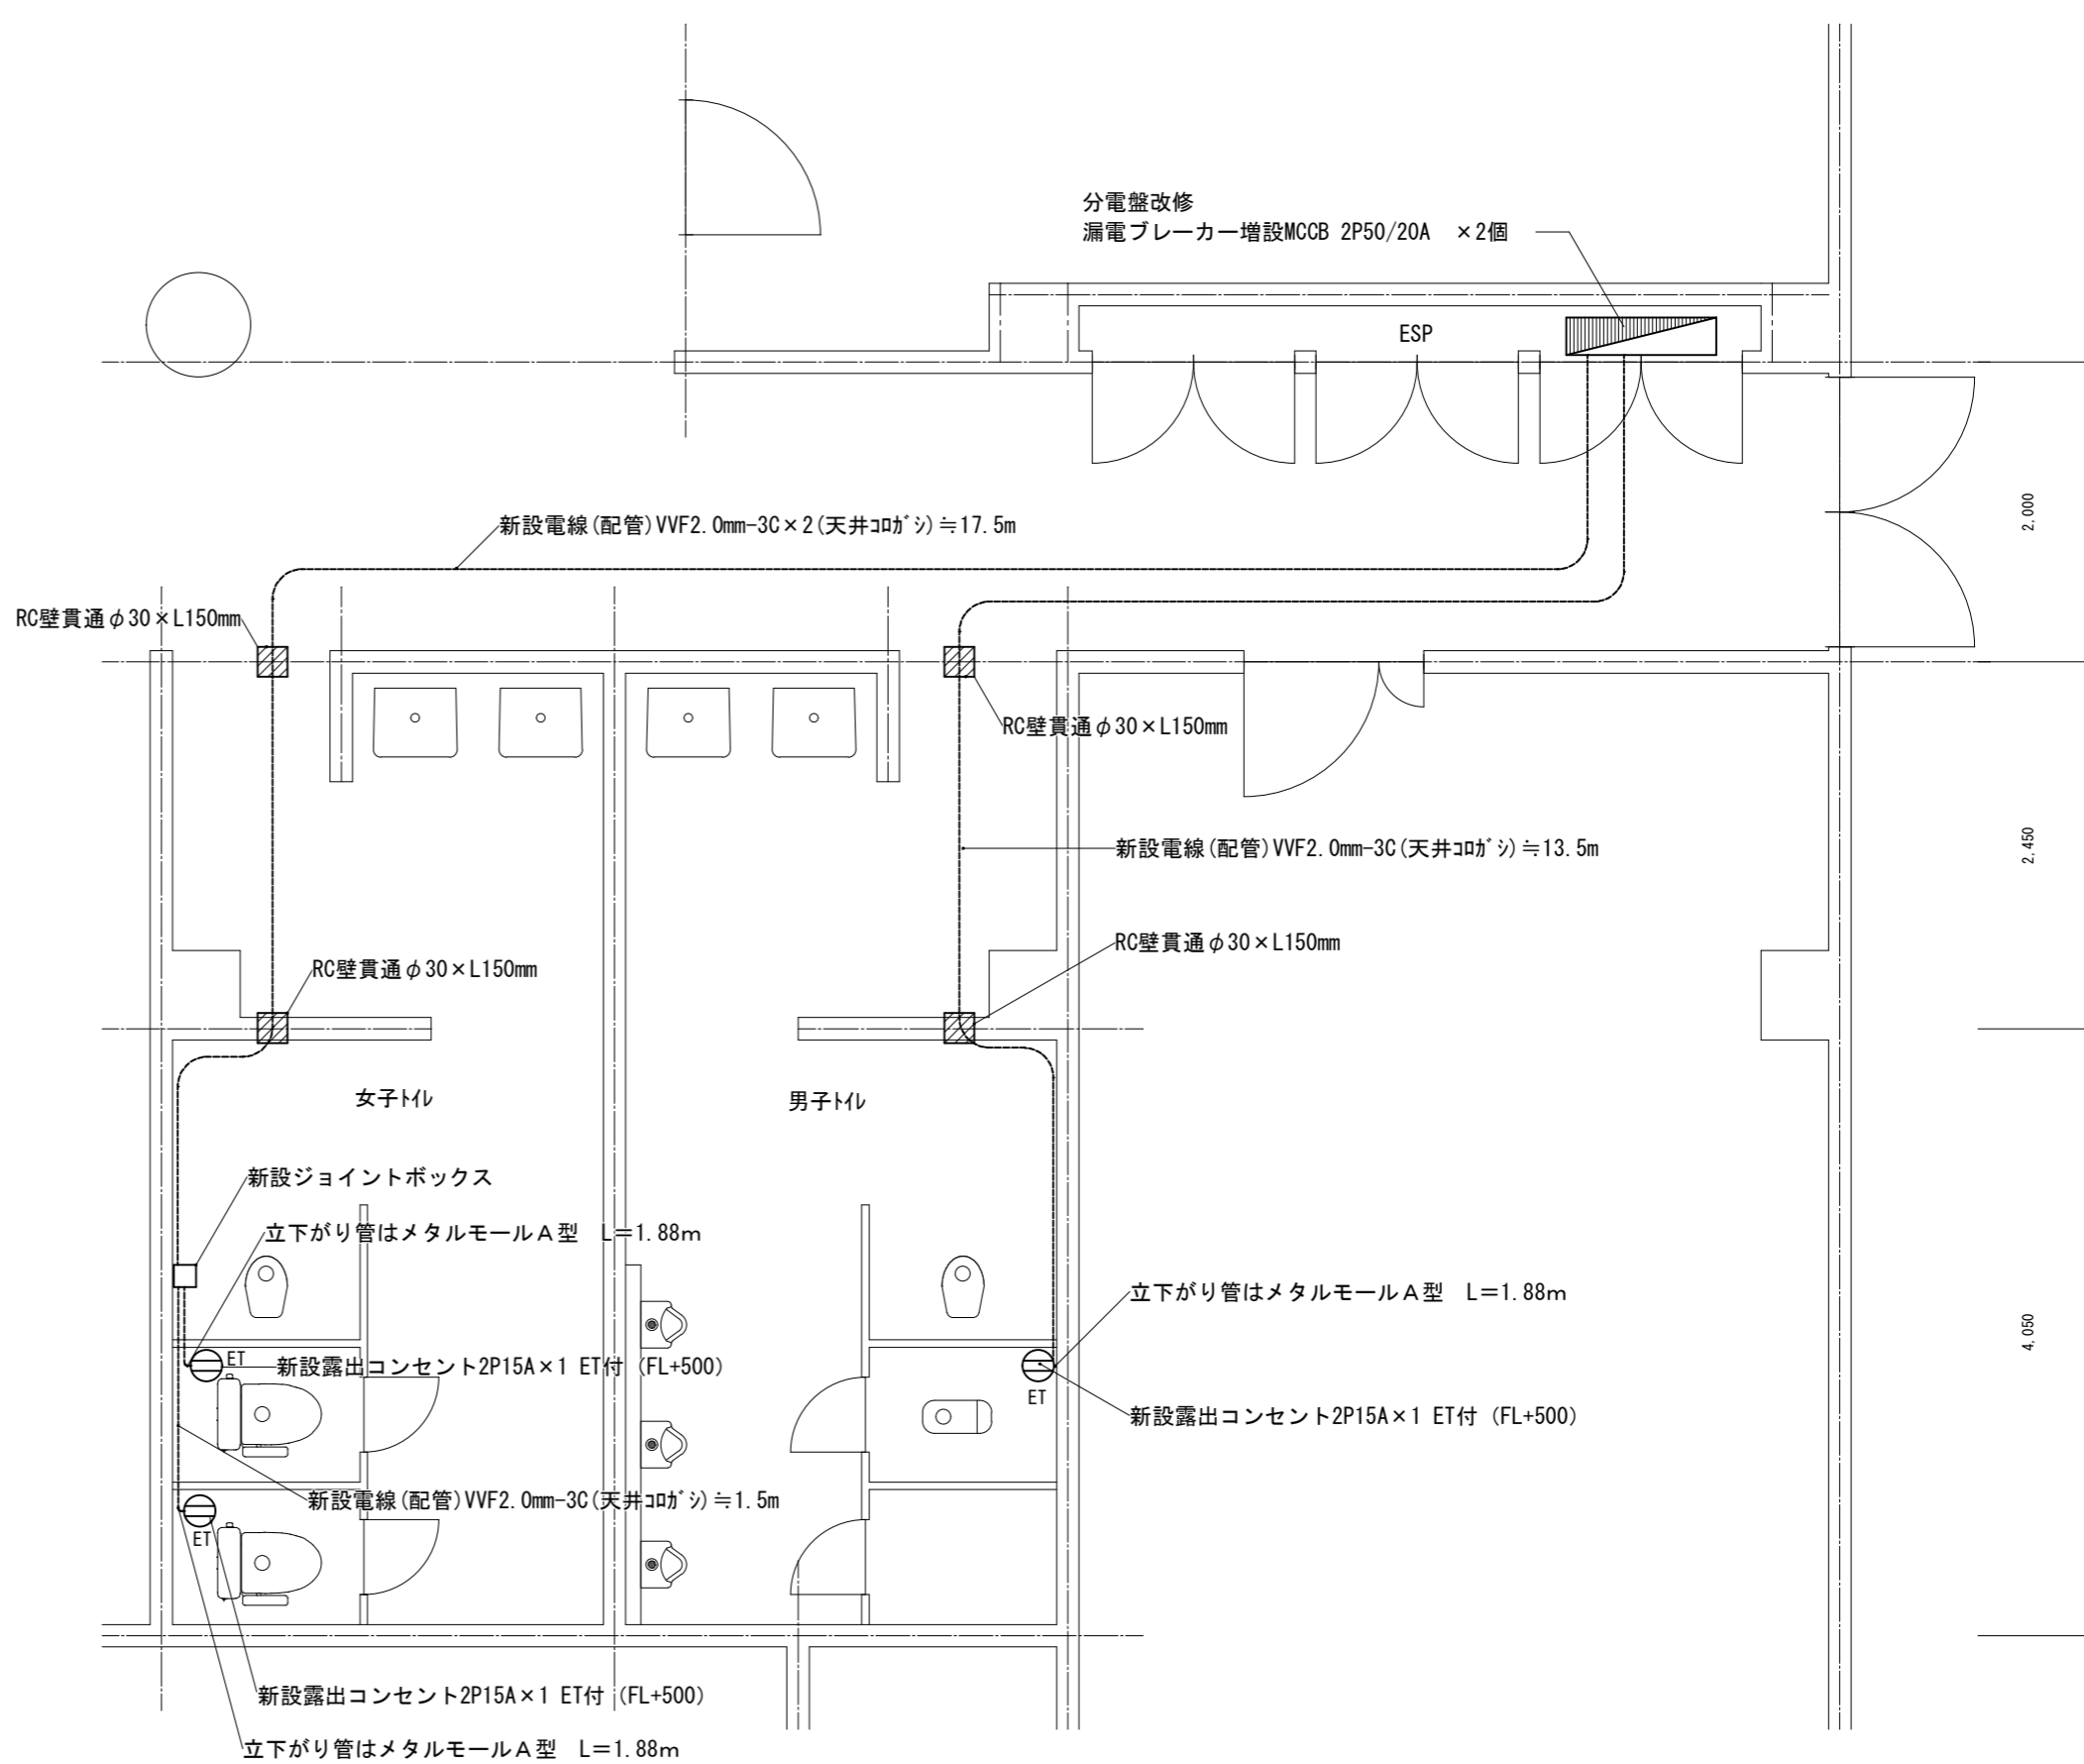 分電盤改修
漏電ブレーカー増設MCCB 2P50/20A ×2個
ESP
2,000
新設電線(配管)VVF2.0mm-3C×2(天井ｺﾛｶﾞｼ)≒17.5m
RC壁貫通φ30×L150mm
RC壁貫通φ30×L150mm
2,450
新設電線(配管)VVF2.0mm-3C(天井ｺﾛｶﾞｼ)≒13.5m
RC壁貫通φ30×L150mm
RC壁貫通φ30×L150mm
女子ﾄｲﾚ
男子ﾄｲﾚ
新設ジョイントボックス
立下がり管はメタルモールＡ型 L＝1.88m
立下がり管はメタルモールＡ型 L＝1.88m
4,050
ET
新設露出コンセント2P15A×1 ET付 (FL+500)
ET
新設露出コンセント2P15A×1 ET付 (FL+500)
新設電線(配管)VVF2.0mm-3C(天井ｺﾛｶﾞｼ)≒1.5m
ET
新設露出コンセント2P15A×1 ET付 (FL+500)
立下がり管はメタルモールＡ型 L＝1.88m